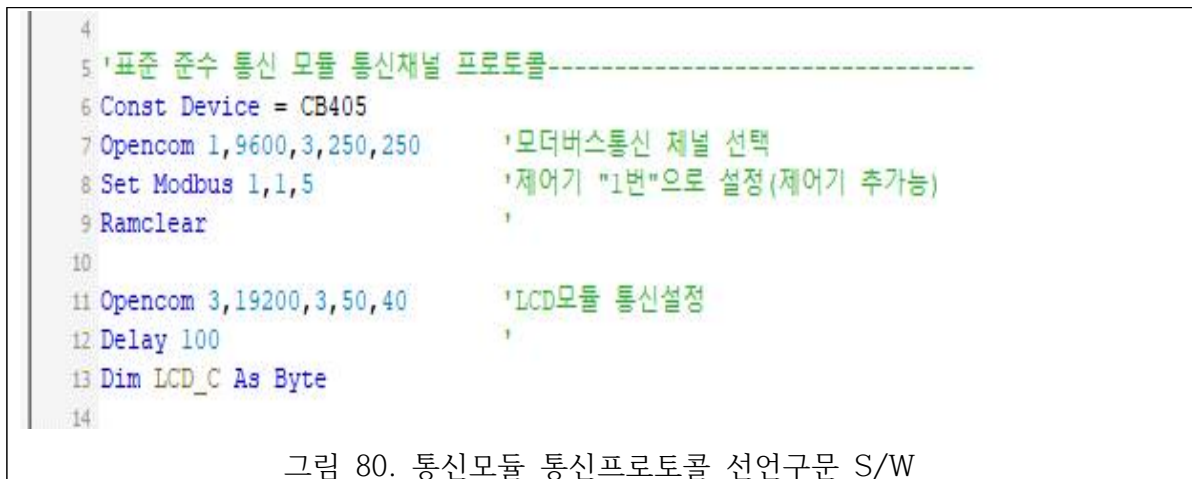 4
5 '표준 준수 통신 모듈 통신채널 프로토콜--------------------------------
6 Const Device = CB405
7 Opencom 1,9600,3,250,250 '모더버스통신 체널 선택
8 Set Modbus 1,1,5 '제어기 "1번"으로 설정(제어기 추가능)
9 Ramclear '
10
11 Opencom 3,19200,3,50,40 'LCD모듈 통신설정
12 Delay 100 '
13 Dim LCD_C As Byte
14
그림 80. 통신모듈 통신프로토콜 선언구문 S/W